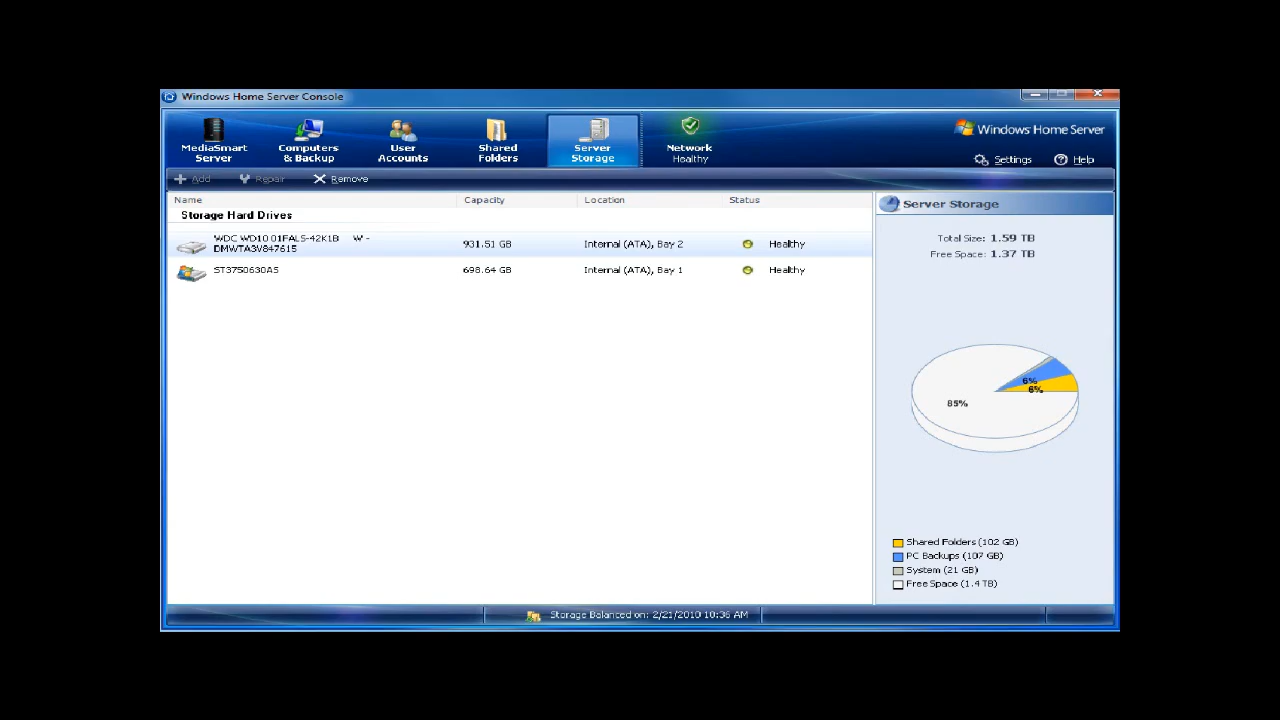 Windows Home Server Console
MediaSmart Server
Computers & Backup
User Accounts
Shared Folders
Server Storage
Network Healthy
Windows Home Server
Settings
Help
Add
Repair
Remove
Name Capacity Location Status
Storage Hard Drives
WDC WD10 01FALS-42K1B W -
DMWTA3V847615 931.51 GB Internal (ATA), Bay 2 Healthy
ST3750630AS 698.64 GB Internal (ATA), Bay 1 Healthy
Server Storage
Total Size: 1.59 TB
Free Space: 1.37 TB
6%
6%
85%
Shared Folders (102 GB)
PC Backups (107 GB)
System (21 GB)
Free Space (1.4 TB)
Storage Balanced on: 2/21/2010 10:36 AM